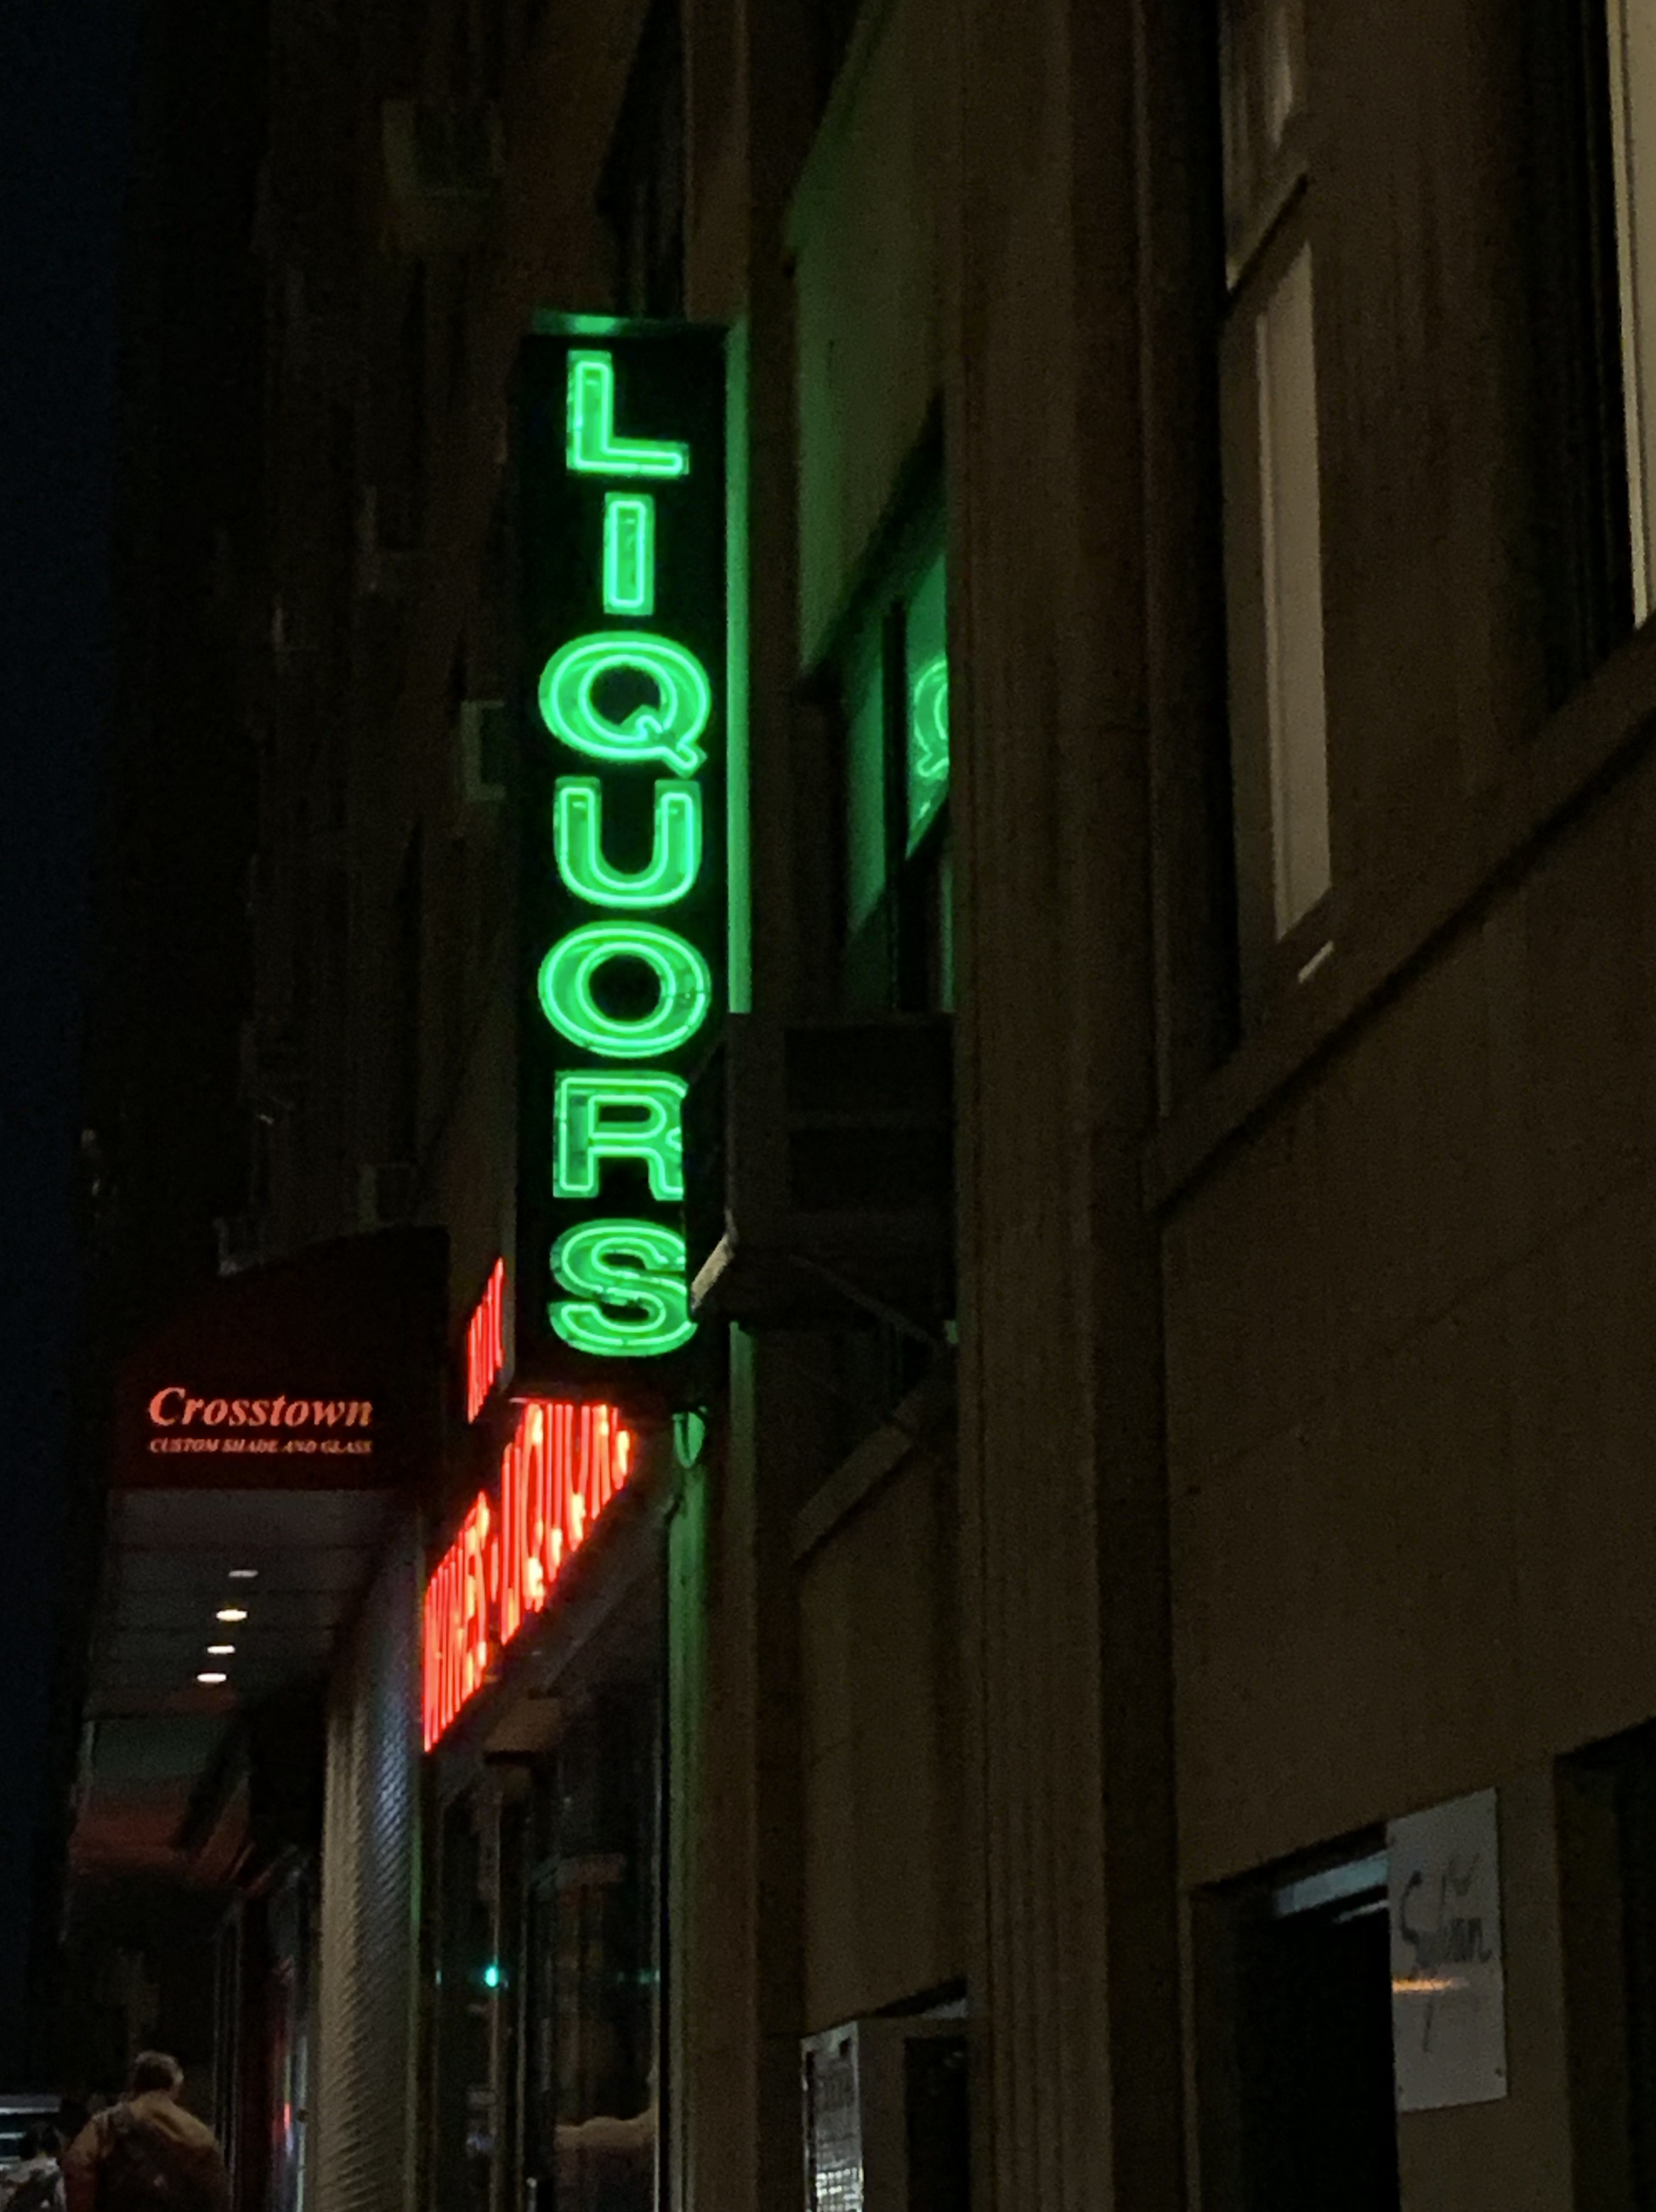 LIQUORS
Crosstown
CUSTOM SHADE AND GLASS
WINES·LIQUORS